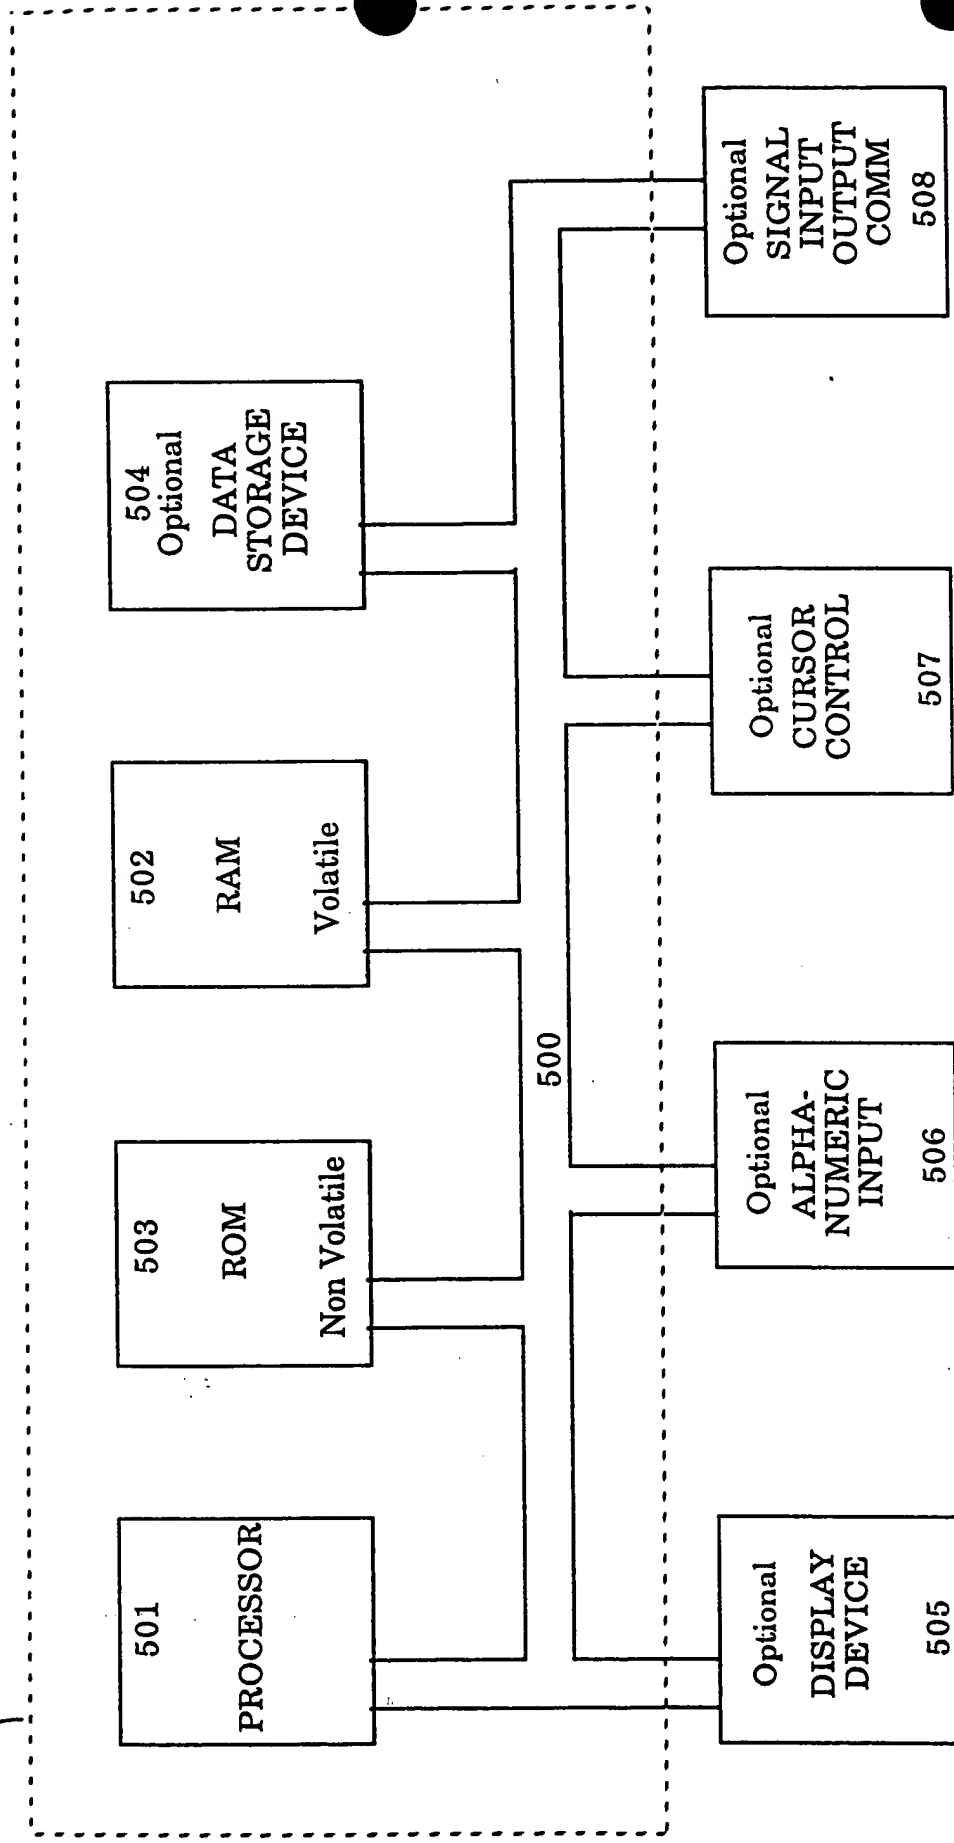 501
PROCESSOR
503
ROM
Non Volatile
502
RAM
Volatile
504
Optional
DATA
STORAGE
DEVICE
500
Optional
DISPLAY
DEVICE
505
Optional
ALPHA-
NUMERIC
INPUT
506
Optional
CURSOR
CONTROL
507
Optional
SIGNAL
INPUT
OUTPUT
COMM
508